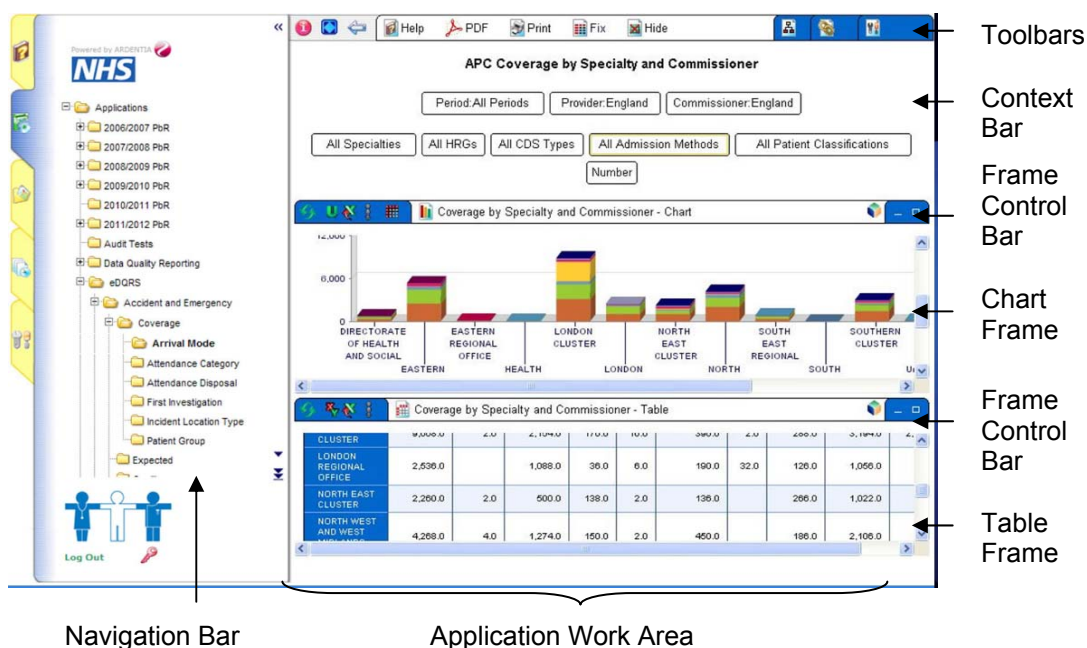 Help PDF Print Fix Hide
Toolbars
Powered by ARDENTIA
NHS
APC Coverage by Specialty and Commissioner
Period:All Periods Provider:England Commissioner:England
Context
Bar
All Specialties All HRGs All CDS Types All Admission Methods All Patient Classifications
Number
Applications
2006/2007 PbR
2007/2008 PbR
2008/2009 PbR
2009/2010 PbR
2010/2011 PbR
2011/2012 PbR
Audit Tests
Data Quality Reporting
eDQRS
Accident and Emergency
Coverage
Arrival Mode
Attendance Category
Attendance Disposal
First Investigation
Incident Location Type
Patient Group
Expected
Log Out
Frame
Control
Bar
Coverage by Specialty and Commissioner - Chart
12,000
6,000
0
DIRECTORATE OF HEALTH AND SOCIAL
EASTERN
EASTERN REGIONAL OFFICE
HEALTH
LONDON CLUSTER
LONDON
NORTH EAST CLUSTER
NORTH
SOUTH EAST REGIONAL
SOUTH
SOUTHERN CLUSTER
Chart
Frame
Frame
Control
Bar
Coverage by Specialty and Commissioner - Table
CLUSTER
LONDON REGIONAL OFFICE 2,536.0 1,088.0 36.0 6.0 190.0 32.0 126.0 1,056.0
NORTH EAST CLUSTER 2,260.0 2.0 500.0 138.0 2.0 136.0 266.0 1,022.0
NORTH WEST AND WEST 4,268.0 4.0 1,274.0 150.0 2.0 450.0 186.0 2,106.0
Table
Frame
Navigation Bar
Application Work Area